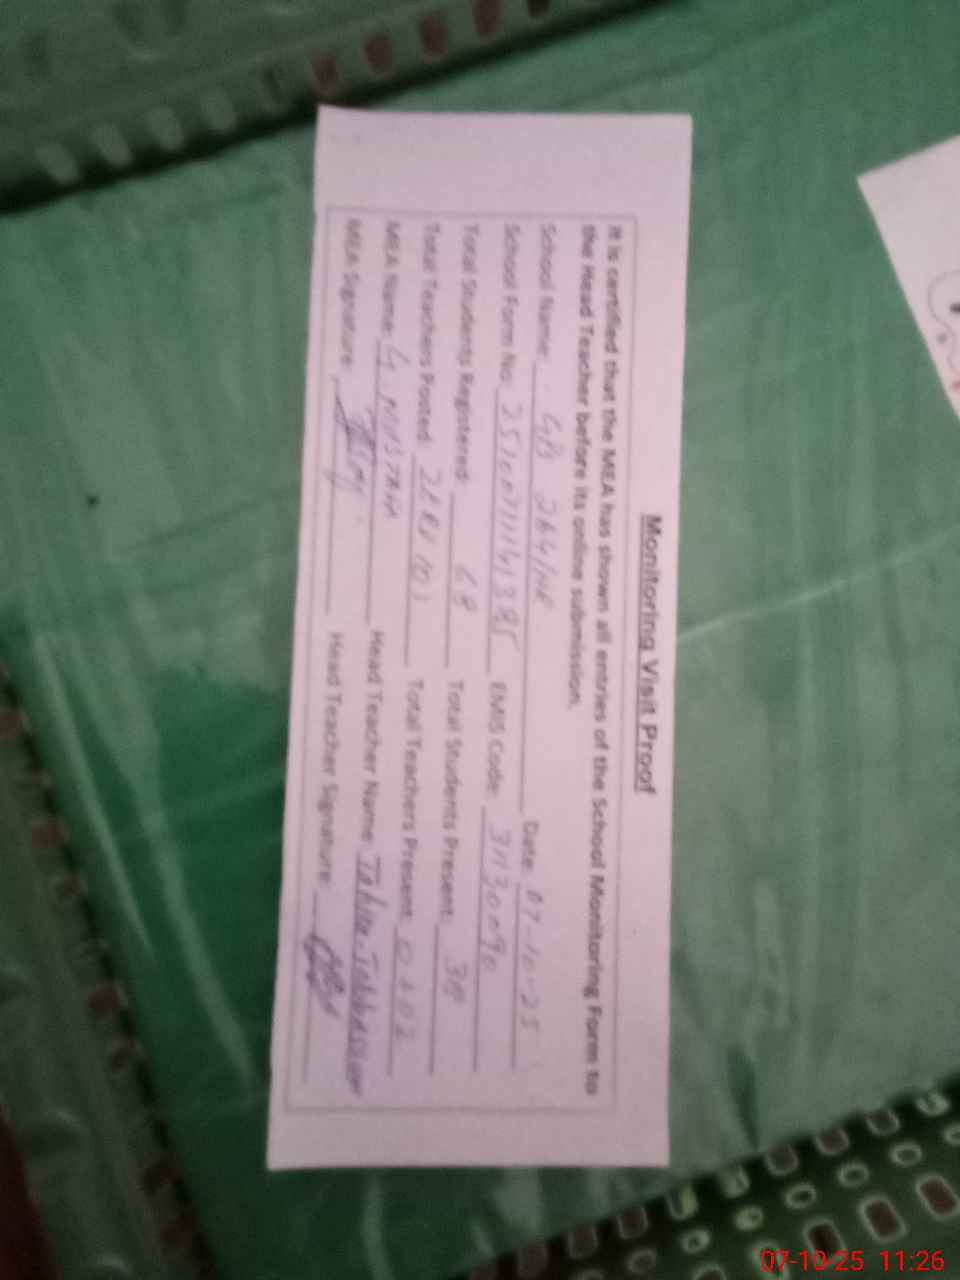 Monitoring Visit Proof
It is certified that the MEA has shown all entries of the School Monitoring Form to
the Head Teacher before its online submission.
School Name: GPS 264/HR Date: 07-10-25
School Form No: EMIS Code: 31130090
Total Students Registered: 68 Total Students Present: 38
Total Teachers Posted: Total Teachers Present
MEA Name: G. Head Teacher Name:
MEA Signature: Head Teacher Signature:
07-10-25 11:26